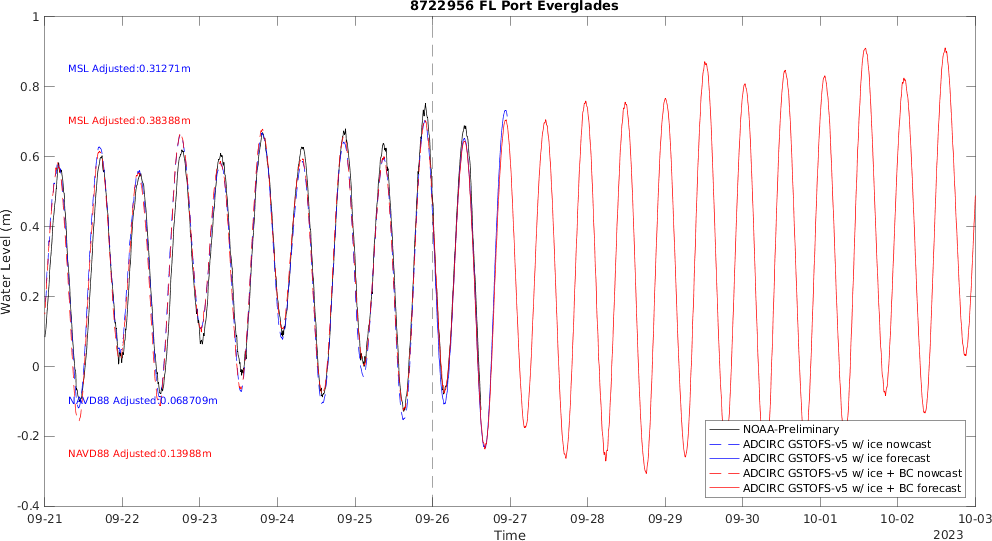 8722956 FL Port Everglades
1
0.8
0.6
0.4
0.2
0
-0.2
-0.4
Water Level (m)
MSL Adjusted:0.31271m
MSL Adjusted:0.38388m
NAVD88 Adjusted:0.068709m
NAVD88 Adjusted:0.13988m
NOAA-Preliminary
ADCIRC GSTOFS-v5 w/ ice nowcast
ADCIRC GSTOFS-v5 w/ ice forecast
ADCIRC GSTOFS-v5 w/ ice + BC nowcast
ADCIRC GSTOFS-v5 w/ ice + BC forecast
09-21 09-22 09-23 09-24 09-25 09-26 09-27 09-28 09-29 09-30 10-01 10-02 10-03
Time
2023